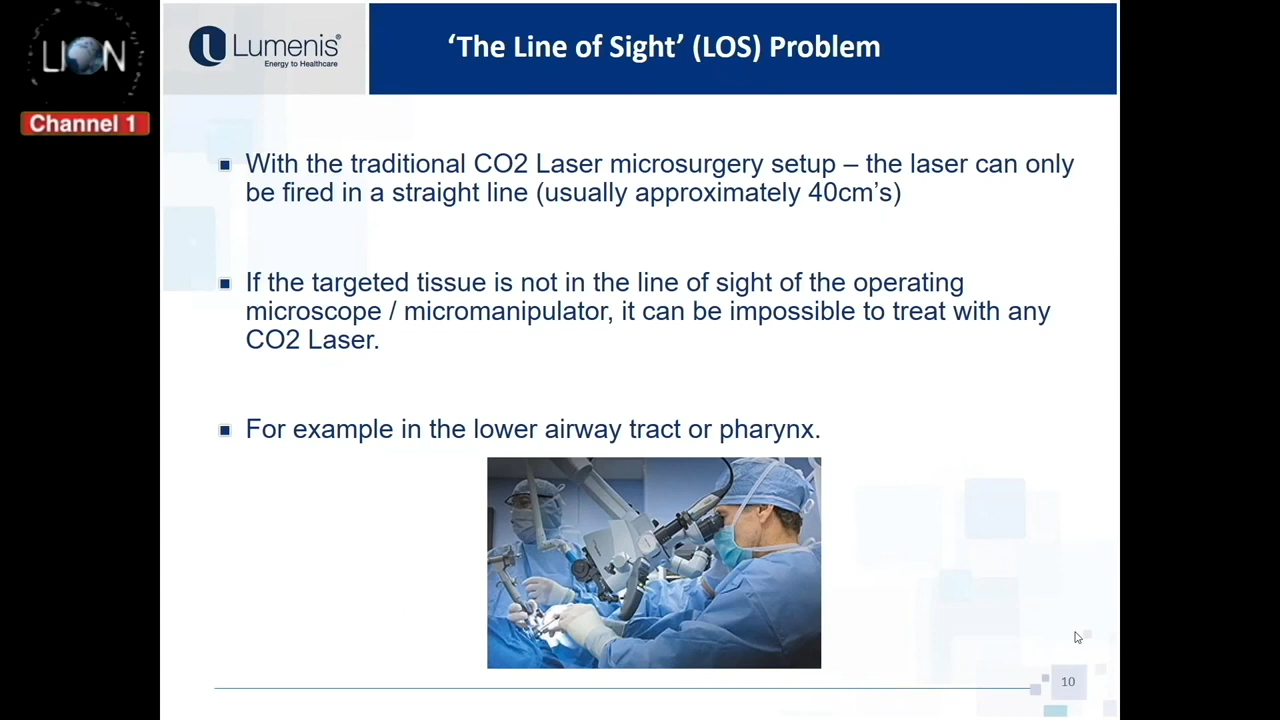 LION
Channel 1
Lumenis®
Energy to Healthcare
‘The Line of Sight’ (LOS) Problem
With the traditional CO2 Laser microsurgery setup – the laser can only
be fired in a straight line (usually approximately 40cm’s)
If the targeted tissue is not in the line of sight of the operating
microscope / micromanipulator, it can be impossible to treat with any
CO2 Laser.
For example in the lower airway tract or pharynx.
10